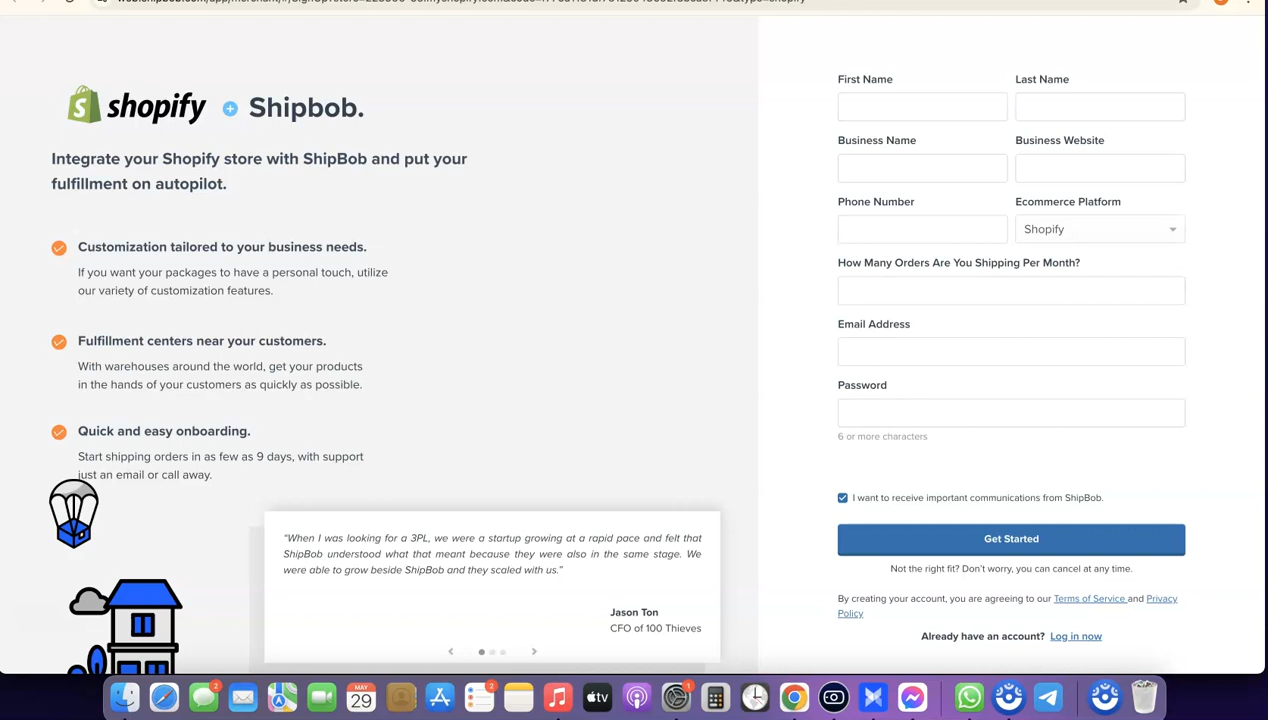 shopify + Shipbob.
Integrate your Shopify store with ShipBob and put your
fulfillment on autopilot.
Customization tailored to your business needs.
If you want your packages to have a personal touch, utilize
our variety of customization features.
Fulfillment centers near your customers.
With warehouses around the world, get your products
in the hands of your customers as quickly as possible.
Quick and easy onboarding.
Start shipping orders in as few as 9 days, with support
just an email or call away.
“When I was looking for a 3PL, we were a startup growing at a rapid pace and felt that
ShipBob understood what that meant because they were also in the same stage. We
were able to grow beside ShipBob and they scaled with us.”
Jason Ton
CFO of 100 Thieves
First Name Last Name
Business Name Business Website
Phone Number Ecommerce Platform
Shopify
How Many Orders Are You Shipping Per Month?
Email Address
Password
6 or more characters
I want to receive important communications from ShipBob.
Get Started
Not the right fit? Don’t worry, you can cancel at any time.
By creating your account, you are agreeing to our Terms of Service and Privacy
Policy
Already have an account? Log in now
2 MAY 29 2 tv 1